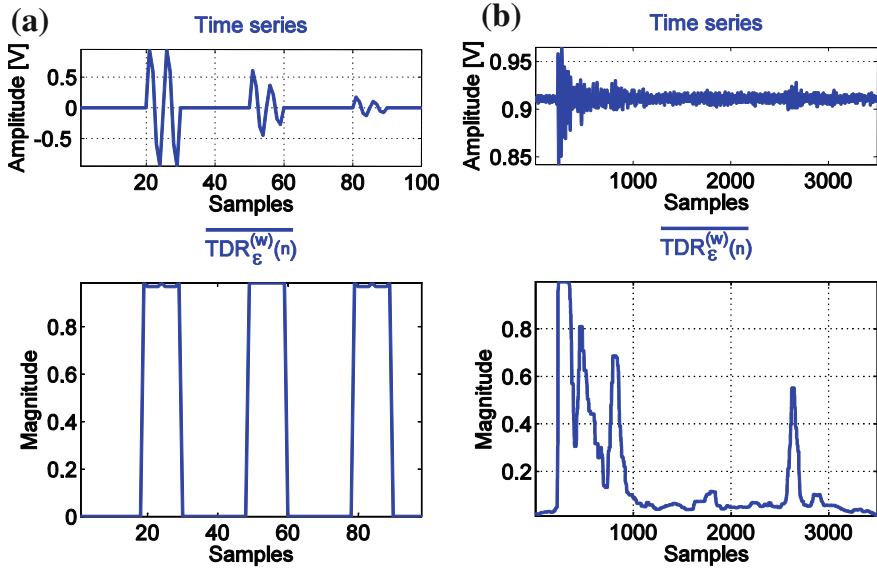 (a)
Time series
Amplitude [V]
0.5
0
-0.5
20 40 60 80 100
Samples
TDR_ε^(w)(n)
Magnitude
0.8
0.6
0.4
0.2
0
20 40 60 80
Samples
(b)
Time series
Amplitude [V]
0.95
0.91
0.85
1000 2000 3000
Samples
TDR_ε^(w)(n)
Magnitude
0.8
0.6
0.4
0.2
1000 2000 3000
Samples